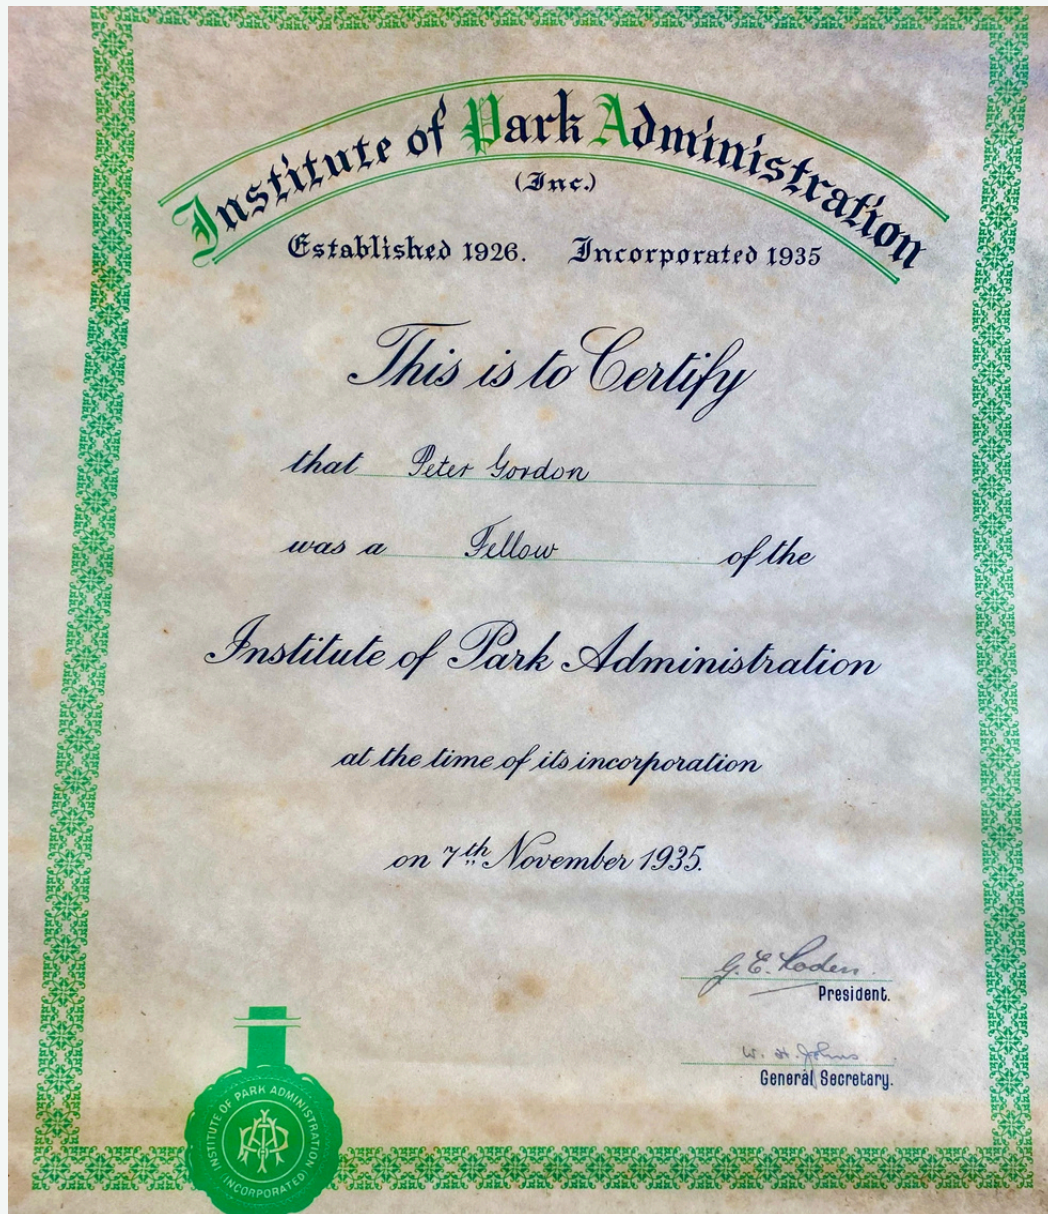 Institute of Park Administration
(Inc.)
Established 1926. Incorporated 1935
This is to Certify
that Peter Gordon
was a Fellow of the
Institute of Park Administration
at the time of its incorporation
on 7th November 1935.
G. E. Loden.
President.
W. H. Johns
General Secretary.
INSTITUTE OF PARK ADMINISTRATION
(INCORPORATED)